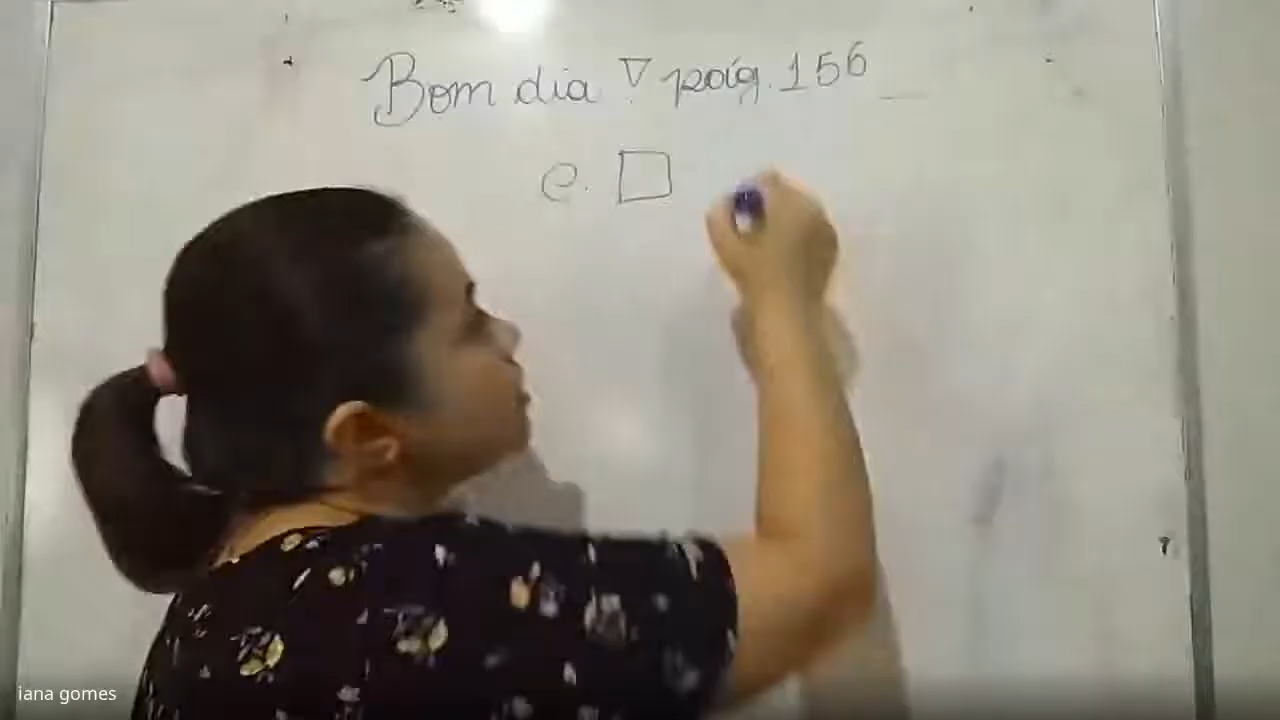 Bom dia ! pág. 156
e. □
iana gomes